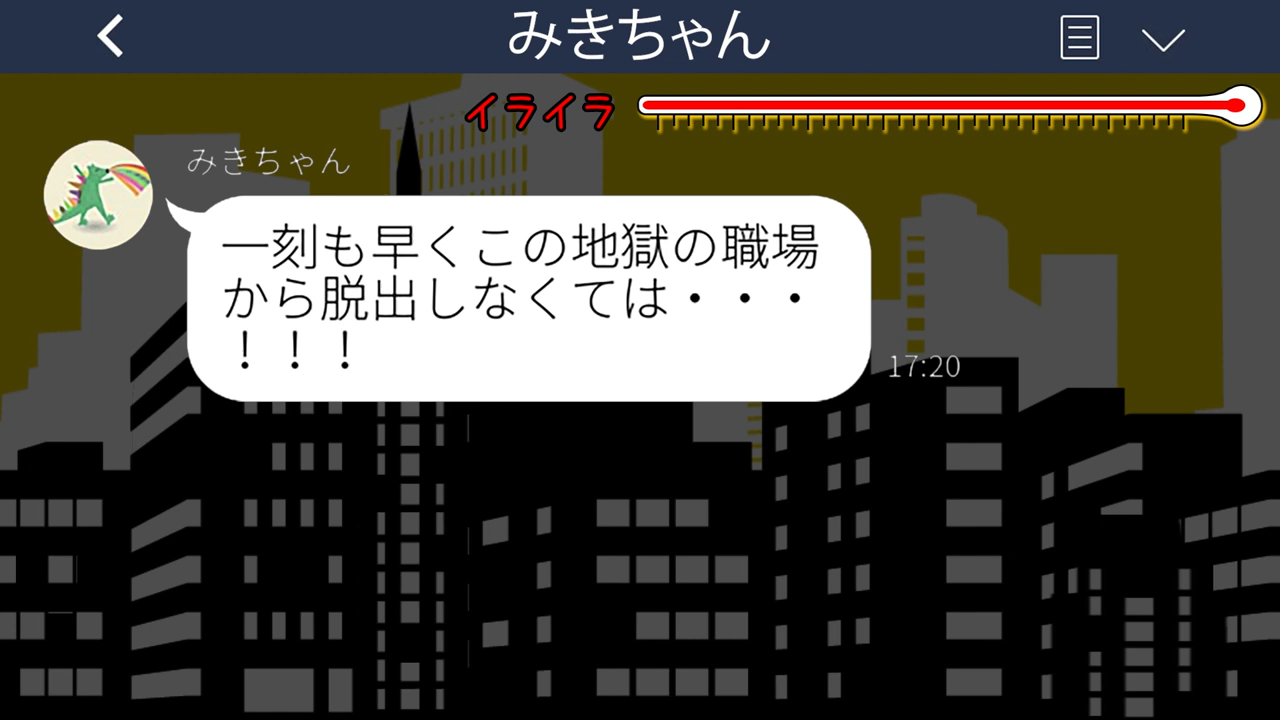 みきちゃん
イライラ
みきちゃん
一刻も早くこの地獄の職場
から脱出しなくては・・・
！！！
17:20